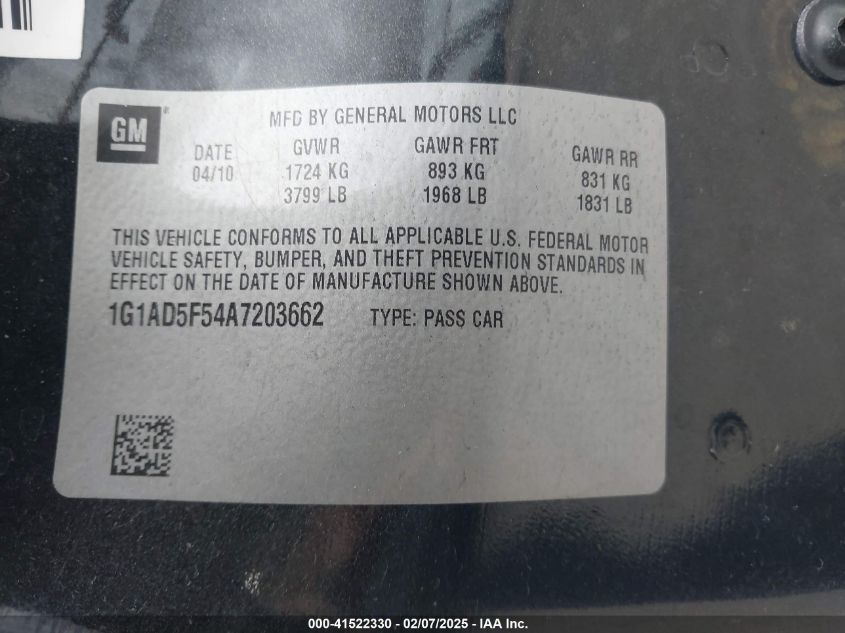 GM
MFD BY GENERAL MOTORS LLC
DATE GVWR GAWR FRT GAWR RR
04/10 1724 KG 893 KG 831 KG
3799 LB 1968 LB 1831 LB
THIS VEHICLE CONFORMS TO ALL APPLICABLE U.S. FEDERAL MOTOR
VEHICLE SAFETY, BUMPER, AND THEFT PREVENTION STANDARDS IN
EFFECT ON THE DATE OF MANUFACTURE SHOWN ABOVE.
1G1AD5F54A7203662 TYPE: PASS CAR
000-41522330 - 02/07/2025 - IAA Inc.